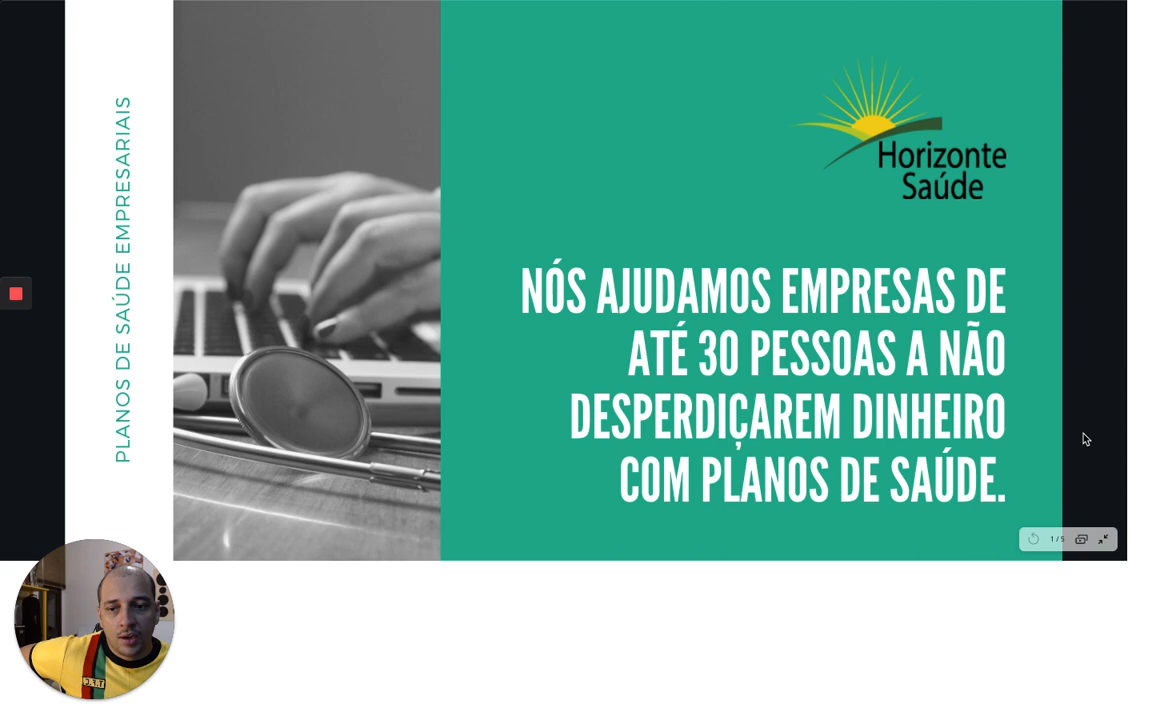 PLANOS DE SAÚDE EMPRESARIAIS
Horizonte
Saúde
NÓS AJUDAMOS EMPRESAS DE
ATÉ 30 PESSOAS A NÃO
DESPERDIÇAREM DINHEIRO
COM PLANOS DE SAÚDE.
1 / 5